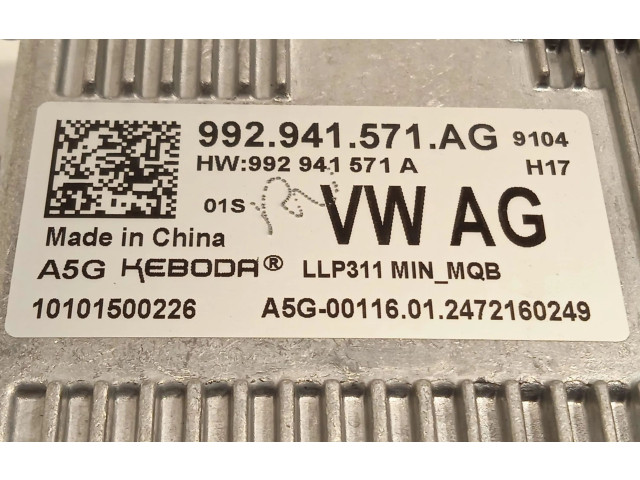 992.941.571.AG 9104
HW:992 941 571 A H17
01S VW AG
Made in China
A5G KEBODA® LLP311 MIN_MQB
10101500226 A5G-00116.01.2472160249